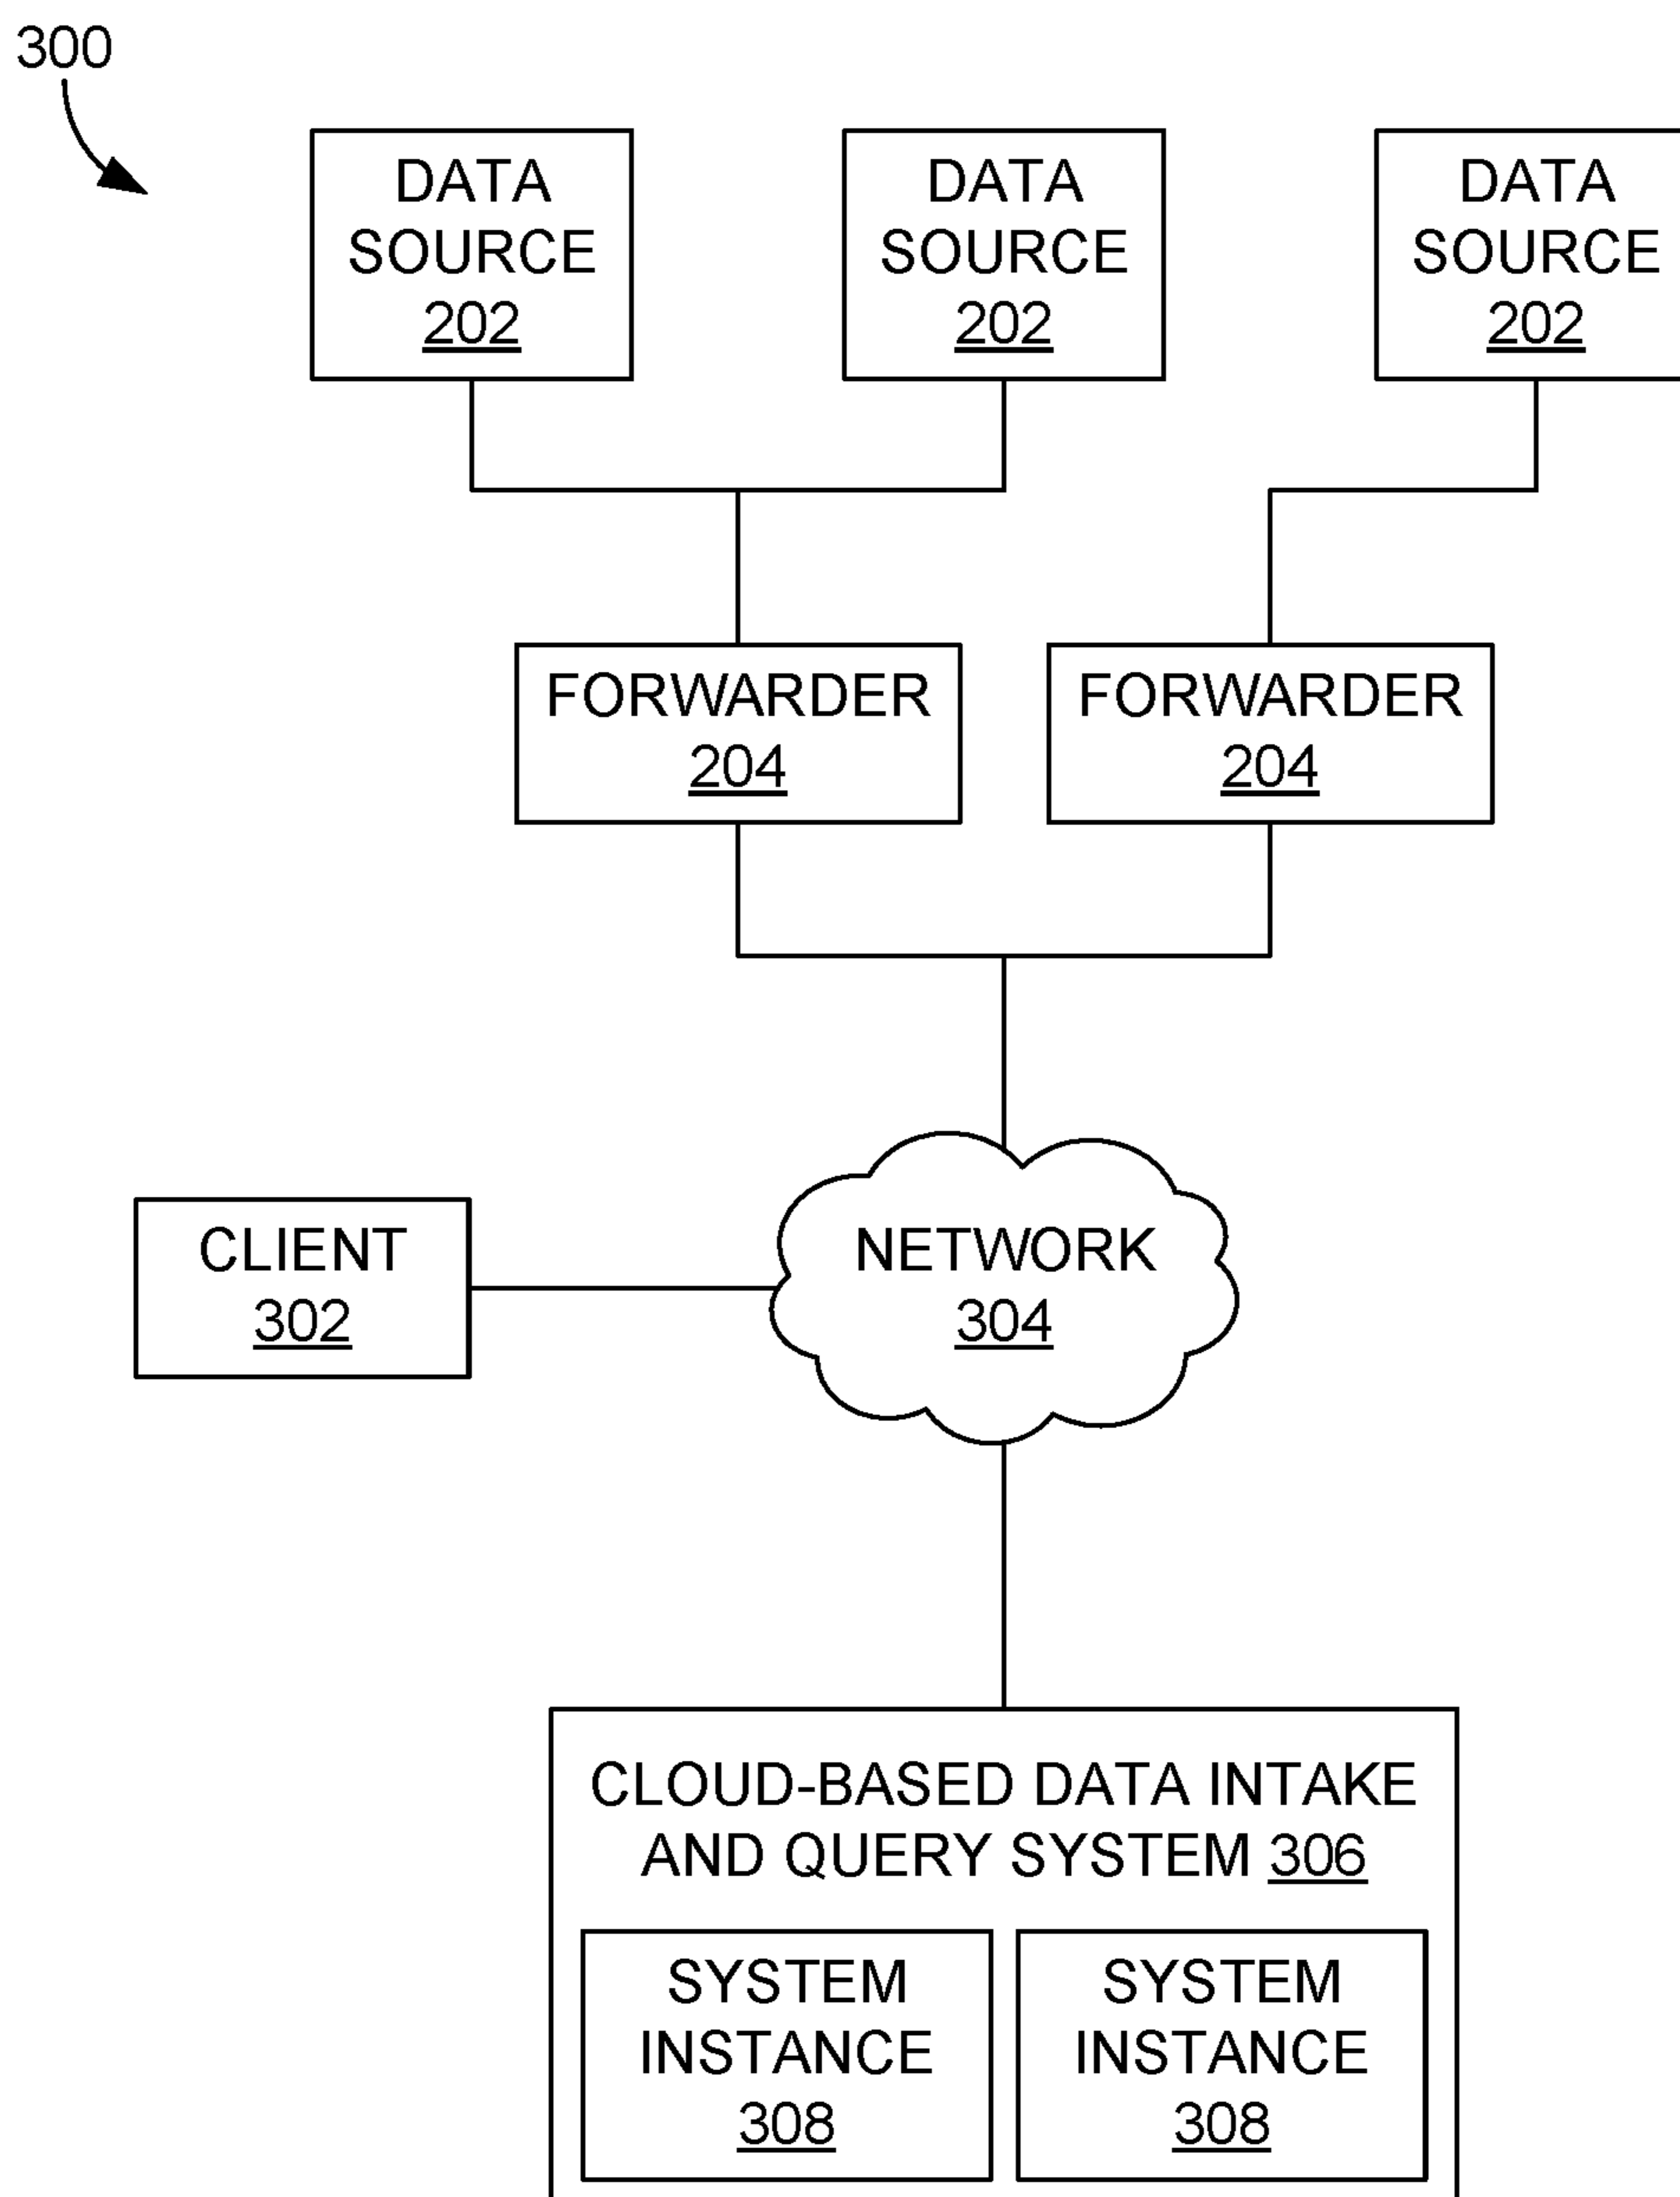 300
DATA
SOURCE
202
DATA
SOURCE
202
DATA
SOURCE
202
FORWARDER
204
FORWARDER
204
CLIENT
302
NETWORK
304
CLOUD-BASED DATA INTAKE
AND QUERY SYSTEM 306
SYSTEM
INSTANCE
308
SYSTEM
INSTANCE
308